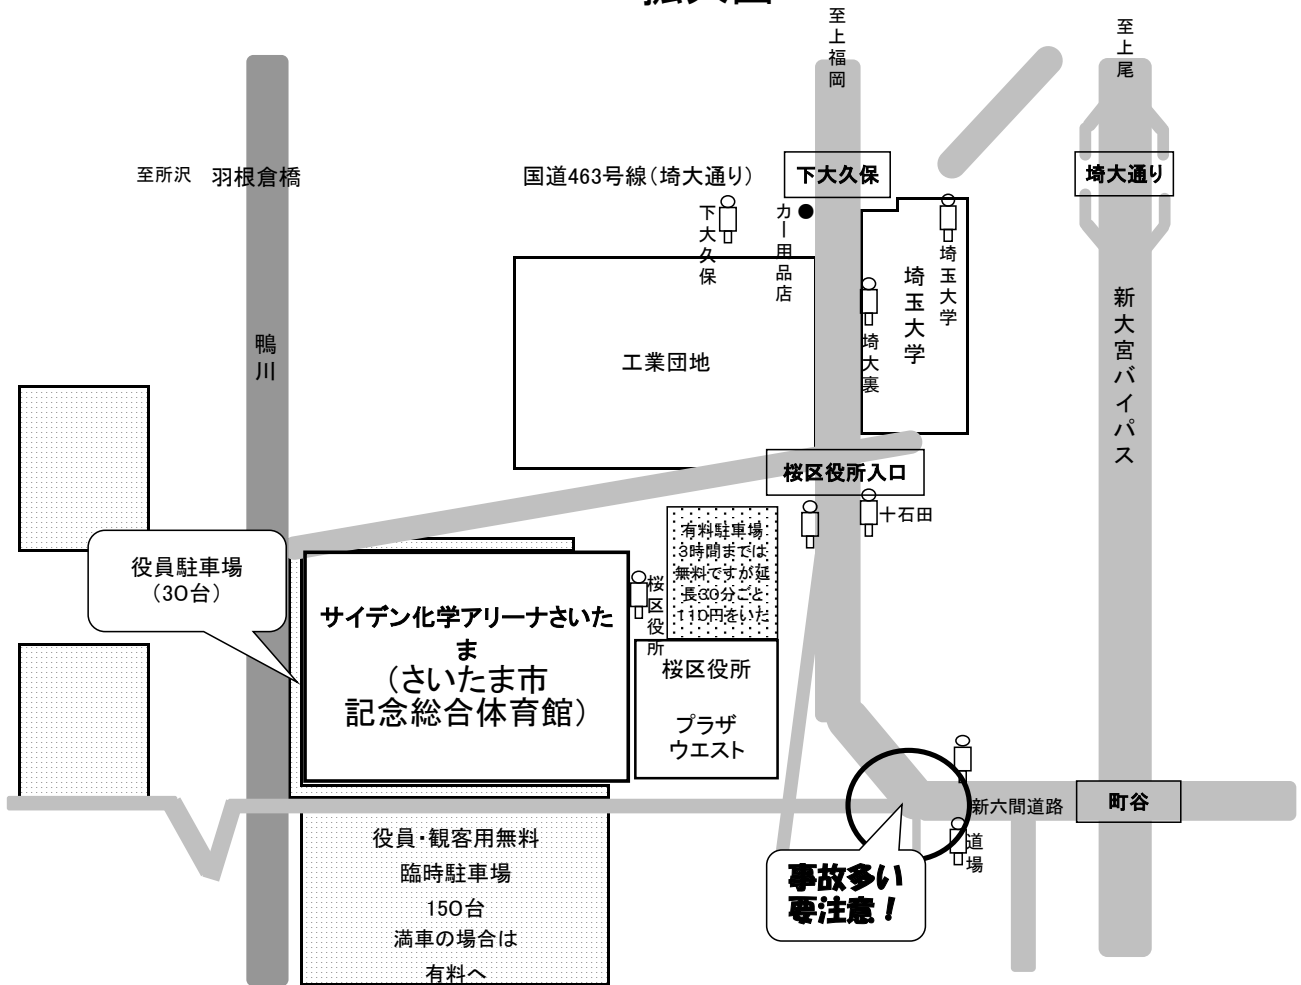 至上福岡
至上尾
至所沢
羽根倉橋
国道463号線（埼大通り）
下大久保
埼大通り
下大久保
カー用品店
埼玉大学
埼玉大学
埼大裏
新大宮バイパス
鴨川
工業団地
桜区役所入口
十石田
有料駐車場
3時間までは
無料ですが延
長30分ごと
110円をいた
役員駐車場
（30台）
サイデン化学アリーナさいた
ま
（さいたま市
記念総合体育館）
桜区役所
桜区役所
プラザ
ウエスト
新六間道路
町谷
道場
事故多い
要注意！
役員・観客用無料
臨時駐車場
150台
満車の場合は
有料へ